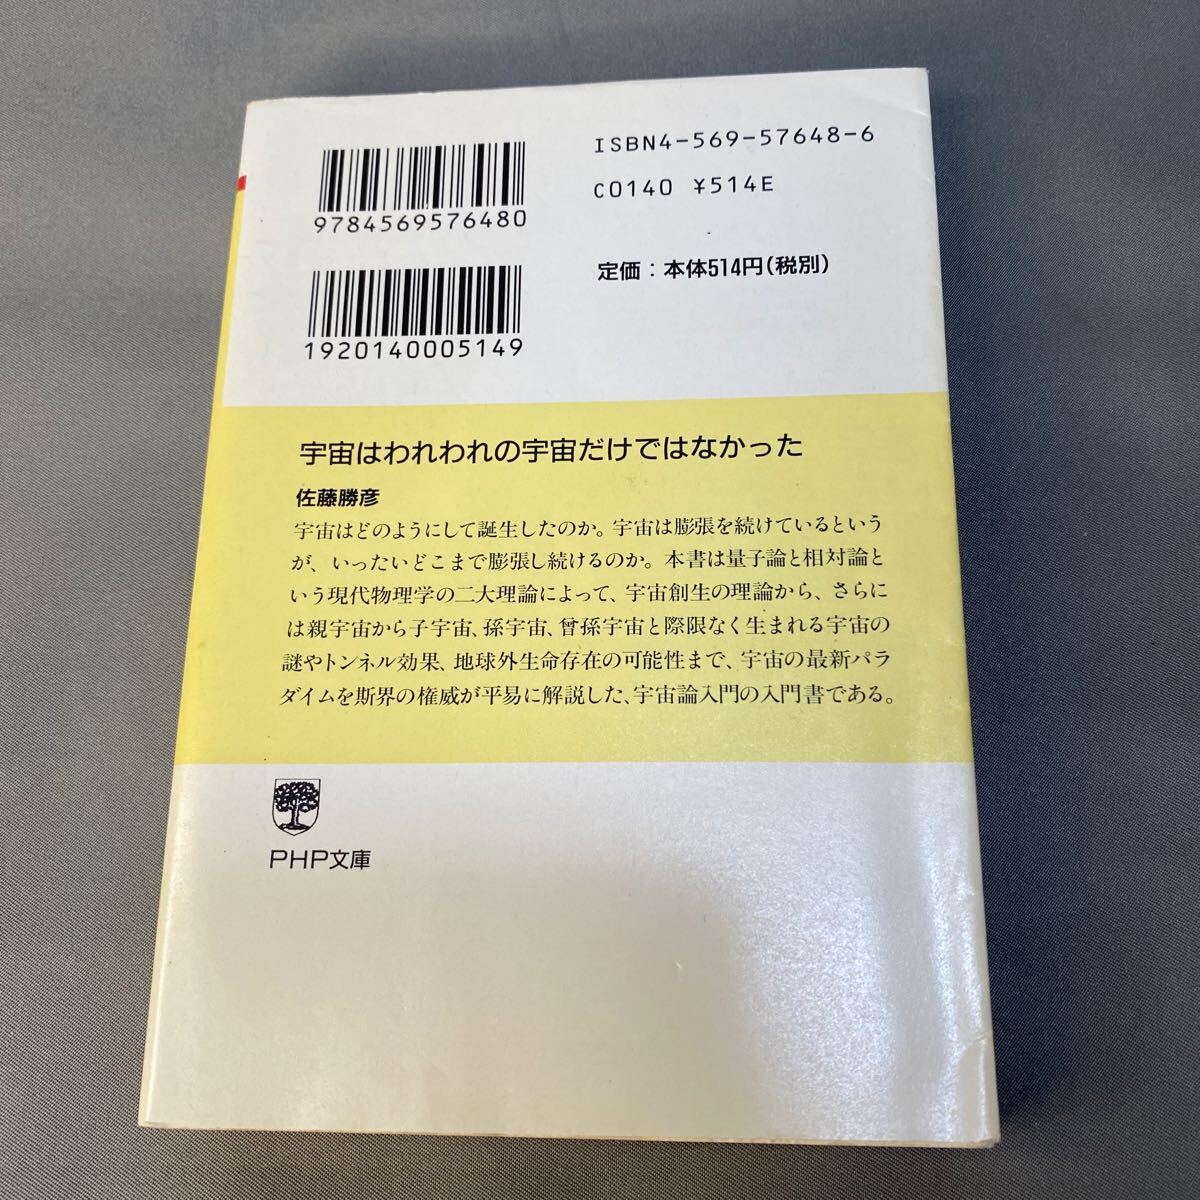 ISBN4-569-57648-6
9784569576480
C0140 ¥514E
定価：本体514円（税別）
1920140005149
宇宙はわれわれの宇宙だけではなかった
佐藤勝彦
宇宙はどのようにして誕生したのか。宇宙は膨張を続けているという
が、いったいどこまで膨張し続けるのか。本書は量子論と相対論と
いう現代物理学の二大理論によって、宇宙創生の理論から、さらに
は親宇宙から子宇宙、孫宇宙、曾孫宇宙と際限なく生まれる宇宙の
謎やトンネル効果、地球外生命存在の可能性まで、宇宙の最新パラ
ダイムを斯界の権威が平易に解説した、宇宙論入門の入門書である。
PHP文庫